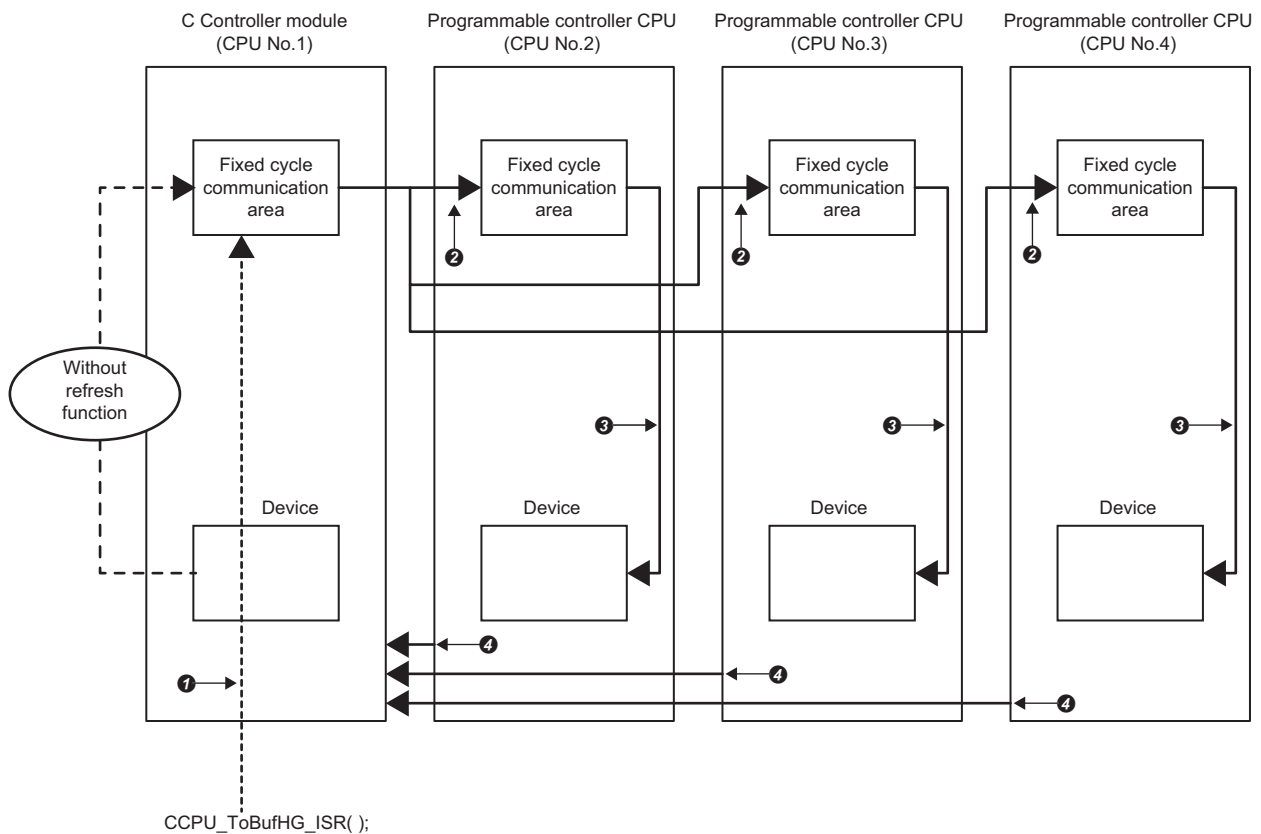 C Controller module
(CPU No.1)
Programmable controller CPU
(CPU No.2)
Programmable controller CPU
(CPU No.3)
Programmable controller CPU
(CPU No.4)
Fixed cycle
communication
area
Fixed cycle
communication
area
Fixed cycle
communication
area
Fixed cycle
communication
area
2
2
2
Without
refresh
function
3
3
3
Device
Device
Device
Device
4
4
1
4
CCPU_ToBufHG_ISR( );